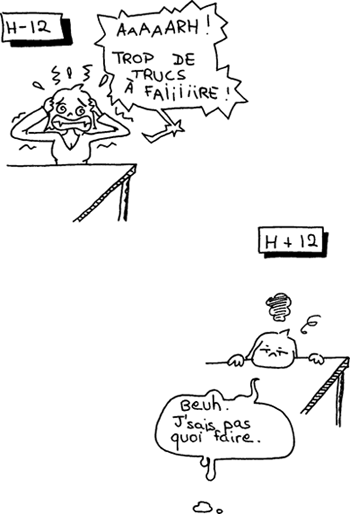 H-12
AAAAARH !
TROP DE
TRUCS
À FAiiiiiRE !
H + 12
Beuh.
J'sais pas
quoi faire.